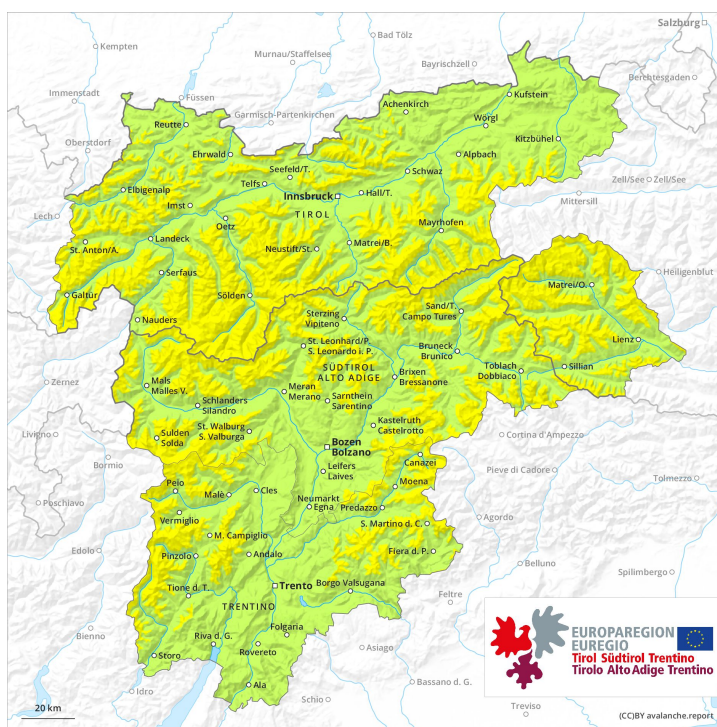 Salzburg
Kempten
Bad Tölz
Murnau/Staffelsee
Bayrischzell
Berchtesgaden
Immenstadt
Füssen
Achenkirch
Kufstein
Garmisch-Partenkirchen
Reutte
Wörgl
Oberstdorf
Ehrwald
Kitzbühel
Seefeld/T.
Alpbach
Schwaz
Telfs
Elbigenalp
Innsbruck
Hall/T.
Zell/See
Zell/See
Imst
TIROL
Mittersill
Lech
Oetz
Mayrhofen
St. Anton/A.
Landeck
Neustift/St.
Matrei/B.
Serfaus
Heiligenblut
Matrei/O.
Galtür
Sölden
Sand/T.
Campo Tures
Nauders
Sterzing
Vipiteno
Lienz
St. Leonhard/P.
S. Leonardo i. P.
Bruneck
Brunico
Toblach
Dobbiaco
Sillian
SÜDTIROL
ALTO ADIGE
Brixen
Bressanone
Zernez
Mals
Malles V.
Meran
Merano
Schlanders
Silandro
Sarnthein
Sarentino
St. Walburg
S. Valburga
Kastelruth
Castelrotto
Livigno
Sulden
Solda
Cortina d'Ampezzo
Bozen
Bolzano
Canazei
Bormio
Leifers
Laives
Pieve di Cadore
Tolmezzo
Peio
Moena
Malè
Cles
Neumarkt
Egna
Poschiavo
Predazzo
Vermiglio
Agordo
S. Martino d. C.
M. Campiglio
Edolo
Pinzolo
Andalo
Fiera d. P.
Belluno
Spilimbergo
Tione d. T.
Trento
Borgo Valsugana
Feltre
TRENTINO
Bienno
Folgaria
Riva d. G.
Storo
Rovereto
Asiago
Idro
Ala
Schio
Bassano d. G.
Treviso
EUROPAREGION
EUREGIO
Tirol Südtirol Trentino
Tirolo Alto Adige Trentino
20 km
(CC)BY avalanche.report